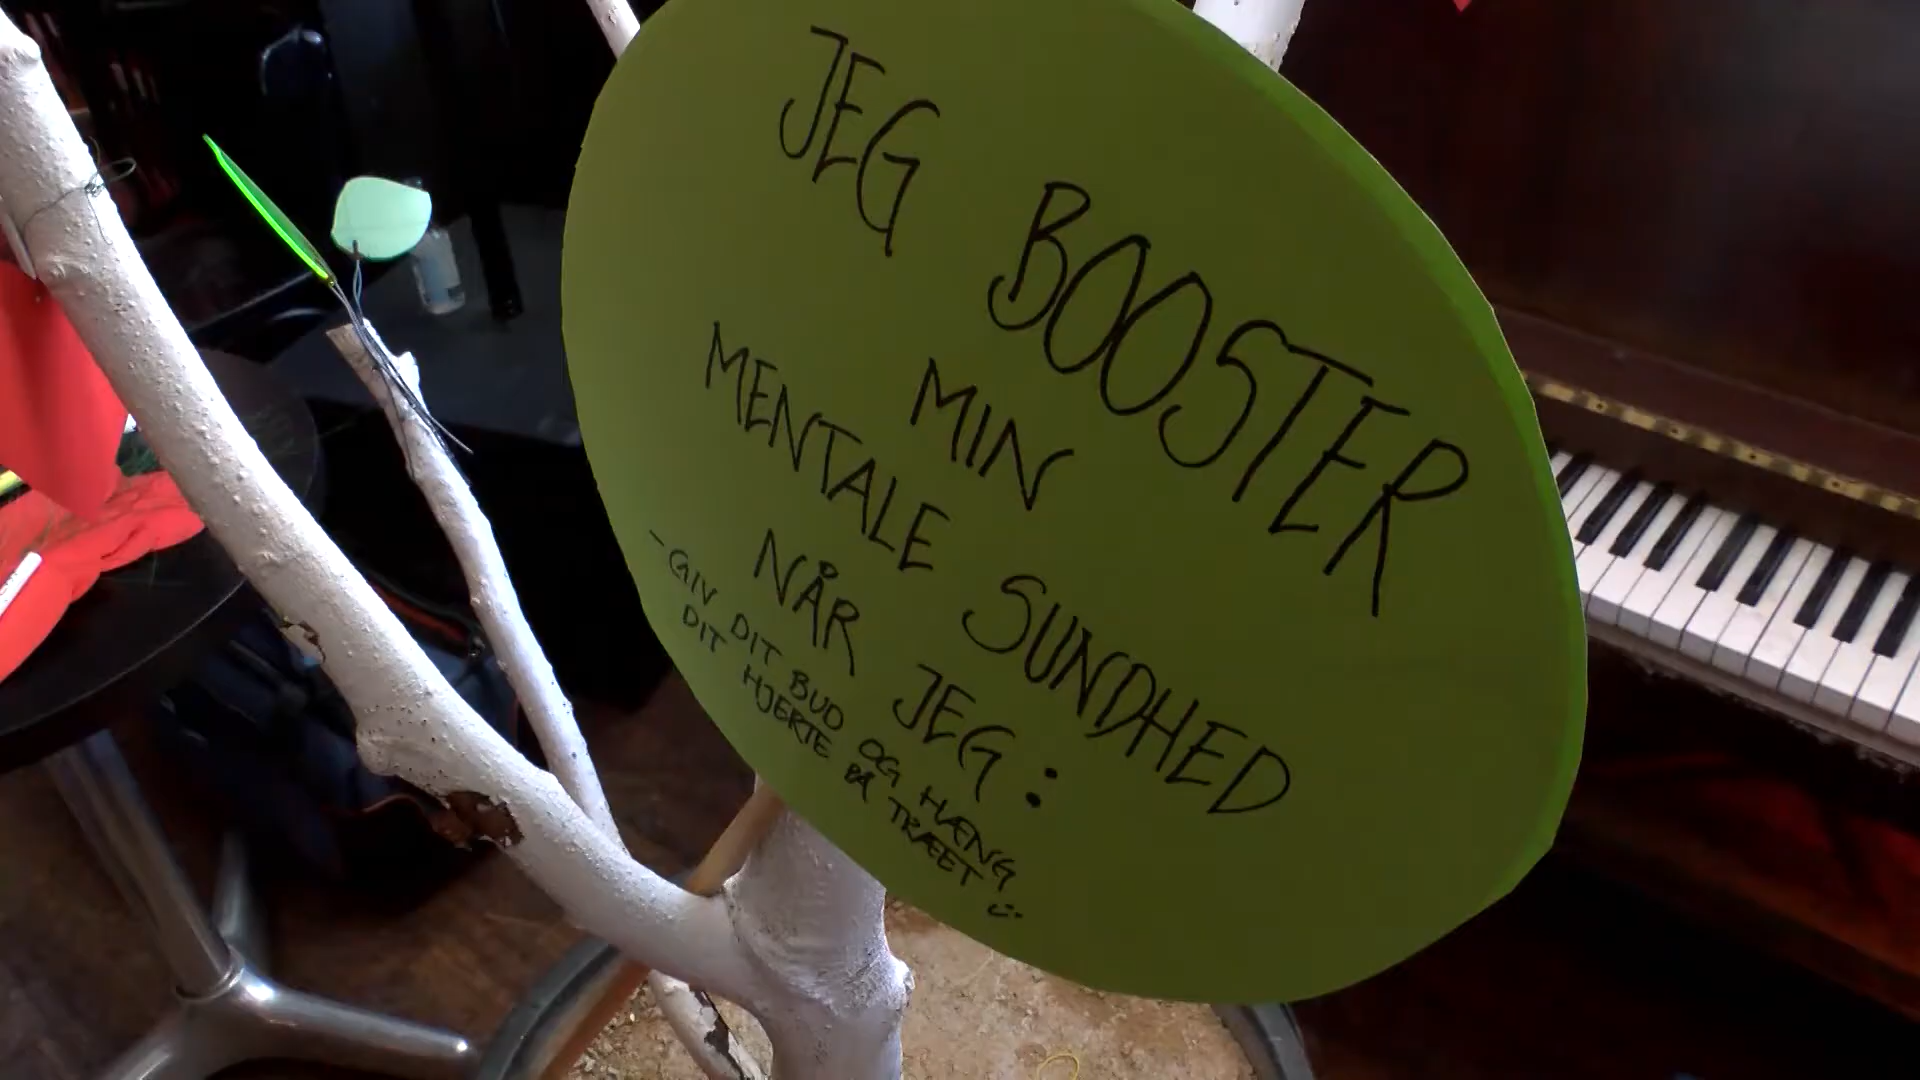 JEG BOOSTER
MIN
MENTALE SUNDHED
NÅR JEG:
- GIV DIT BUD OG HÆNG
DIT HJERTE PÅ TRÆET